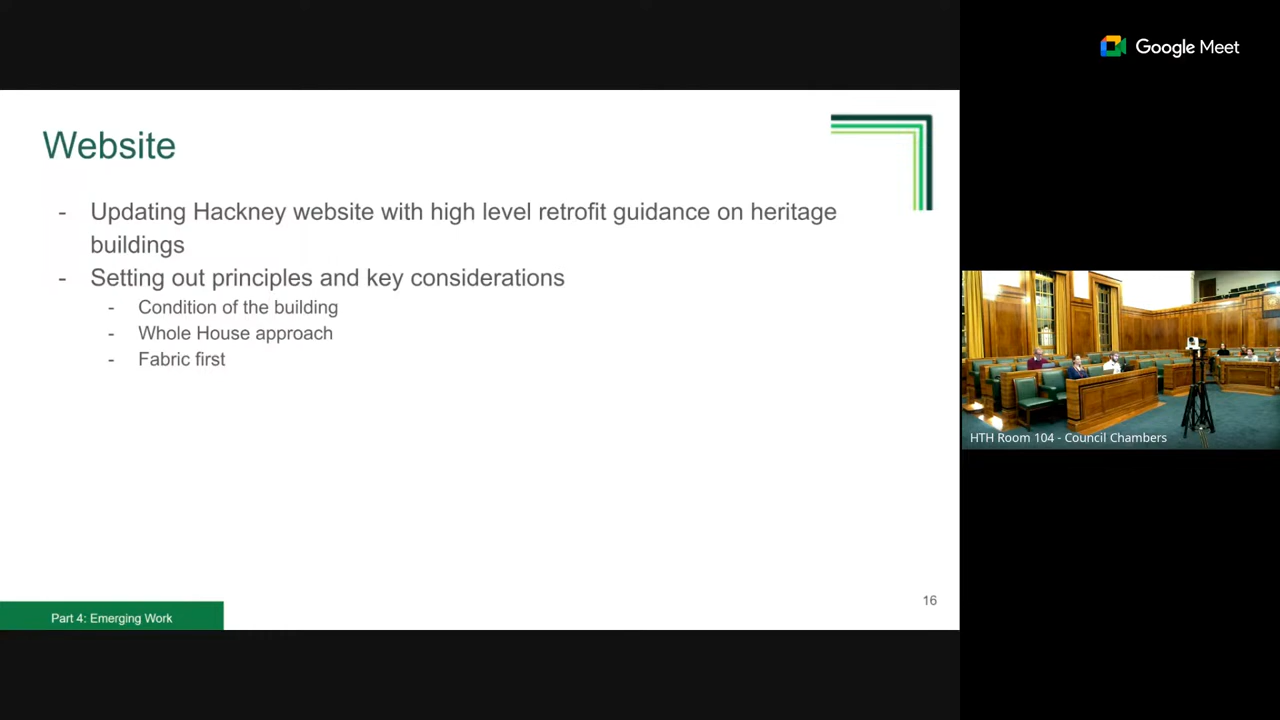 Google Meet
Website
- Updating Hackney website with high level retrofit guidance on heritage
buildings
- Setting out principles and key considerations
- Condition of the building
- Whole House approach
- Fabric first
HTH Room 104 - Council Chambers
16
Part 4: Emerging Work